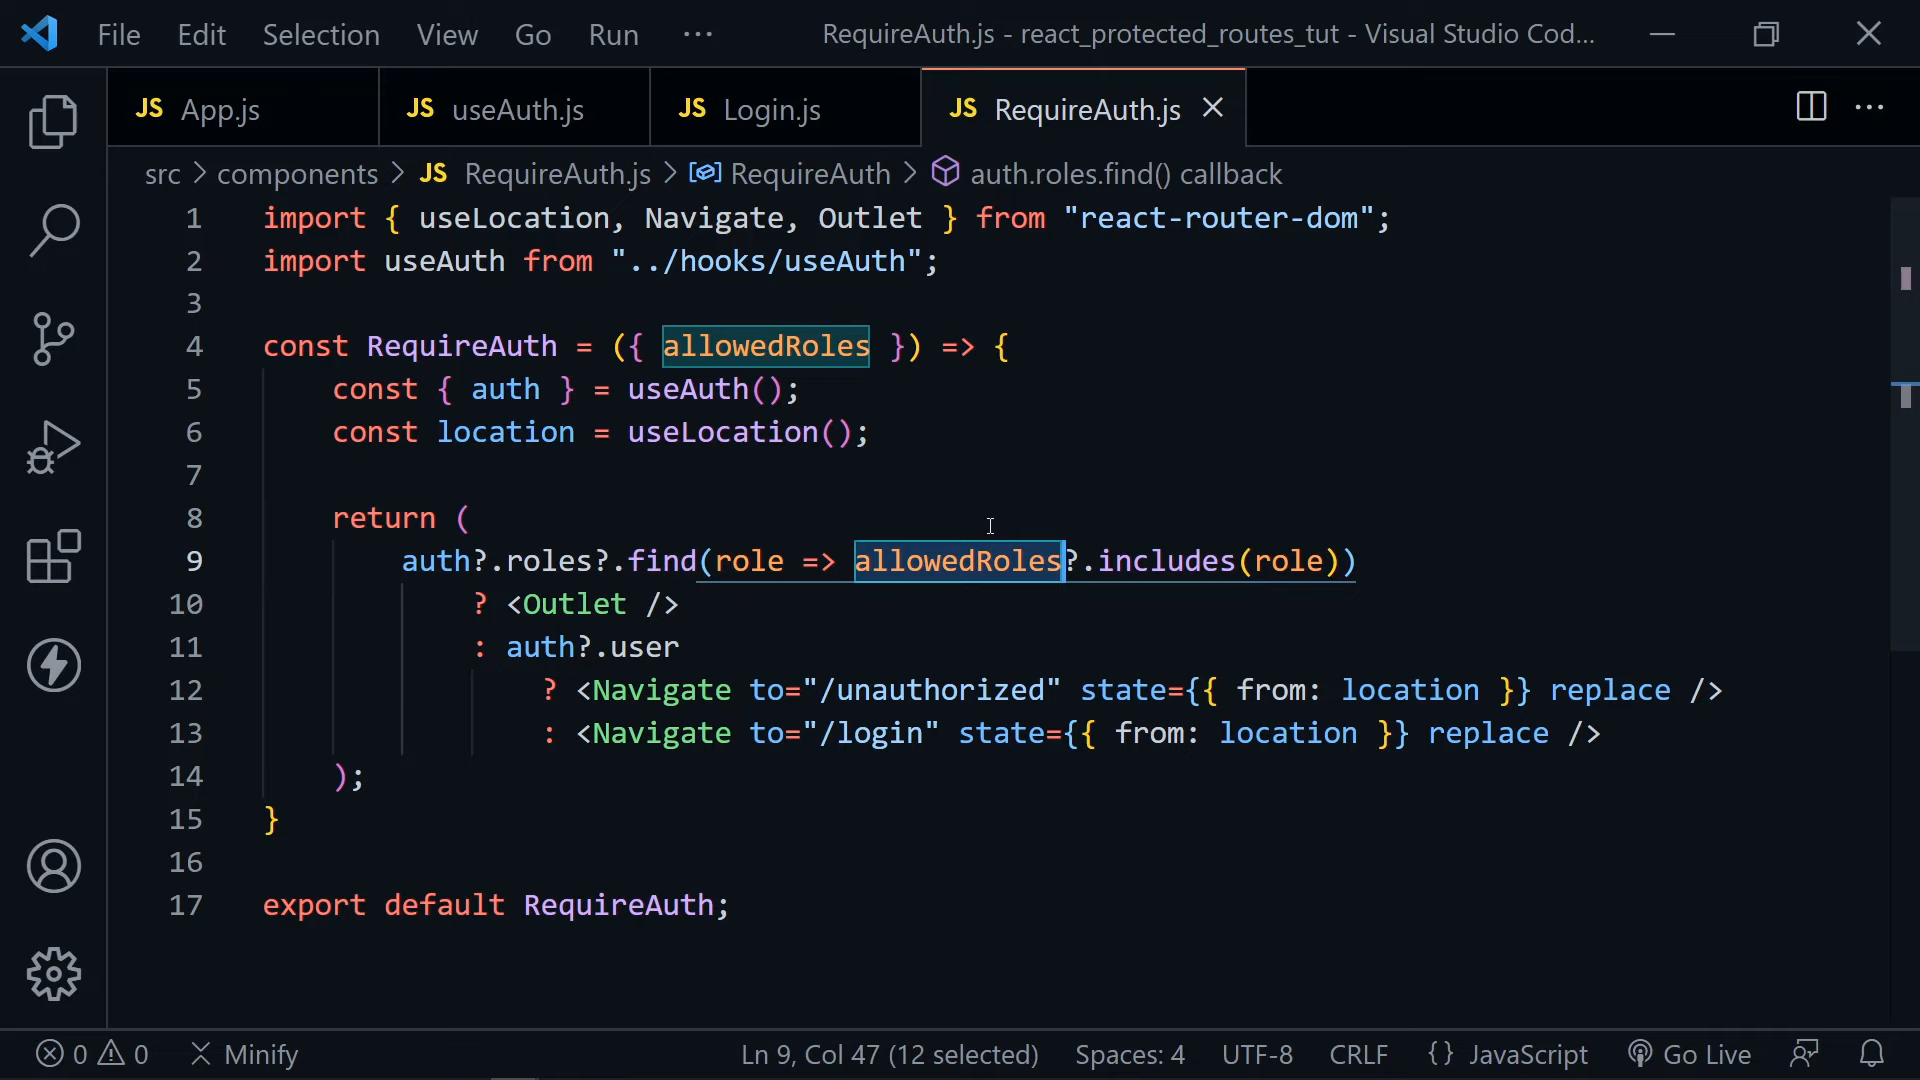 File Edit Selection View Go Run ··· RequireAuth.js - react_protected_routes_tut - Visual Studio Cod...
JS App.js JS useAuth.js JS Login.js JS RequireAuth.js
src > components > JS RequireAuth.js > RequireAuth > auth.roles.find() callback
1 import { useLocation, Navigate, Outlet } from "react-router-dom";
2 import useAuth from "../hooks/useAuth";
3
4 const RequireAuth = ({ allowedRoles }) => {
5     const { auth } = useAuth();
6     const location = useLocation();
7
8     return (
9         auth?.roles?.find(role => allowedRoles?.includes(role))
10             ? <Outlet />
11             : auth?.user
12                 ? <Navigate to="/unauthorized" state={{ from: location }} replace />
13                 : <Navigate to="/login" state={{ from: location }} replace />
14     );
15 }
16
17 export default RequireAuth;
0 0 Minify Ln 9, Col 47 (12 selected) Spaces: 4 UTF-8 CRLF {} JavaScript Go Live